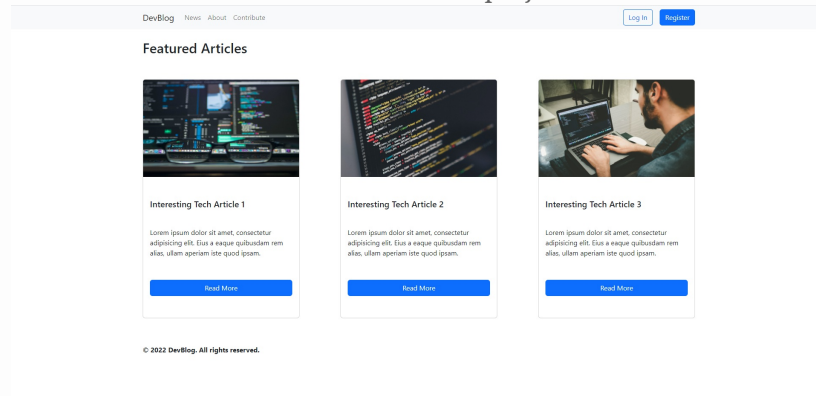 DevBlog News About Contribute Log In Register
Featured Articles
Interesting Tech Article 1
Lorem ipsum dolor sit amet, consectetur
adipisicing elit. Eius a eaque quibusdam rem
alias, ullam aperiam iste quod ipsam.
Read More
Interesting Tech Article 2
Lorem ipsum dolor sit amet, consectetur
adipisicing elit. Eius a eaque quibusdam rem
alias, ullam aperiam iste quod ipsam.
Read More
Interesting Tech Article 3
Lorem ipsum dolor sit amet, consectetur
adipisicing elit. Eius a eaque quibusdam rem
alias, ullam aperiam iste quod ipsam.
Read More
© 2022 DevBlog. All rights reserved.